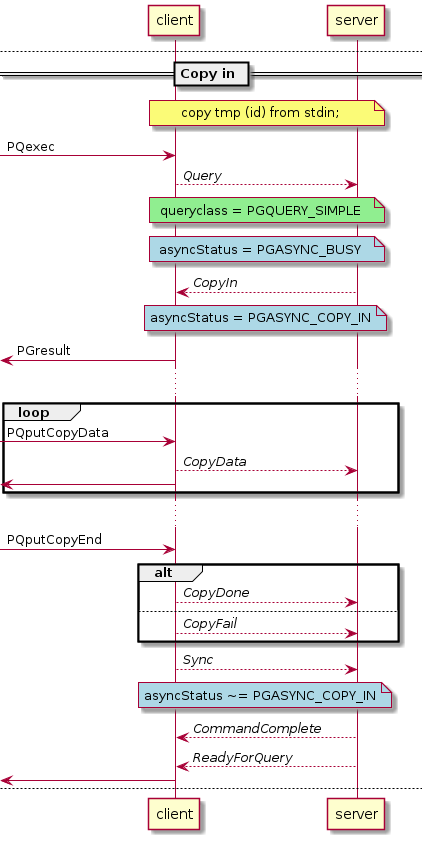 client
server
Copy in
copy tmp (id) from stdin;
PQexec
Query
queryclass = PGQUERY_SIMPLE
asyncStatus = PGASYNC_BUSY
CopyIn
asyncStatus = PGASYNC_COPY_IN
PGresult
loop
PQputCopyData
CopyData
PQputCopyEnd
alt
CopyDone
CopyFail
Sync
asyncStatus ~= PGASYNC_COPY_IN
CommandComplete
ReadyForQuery
client
server